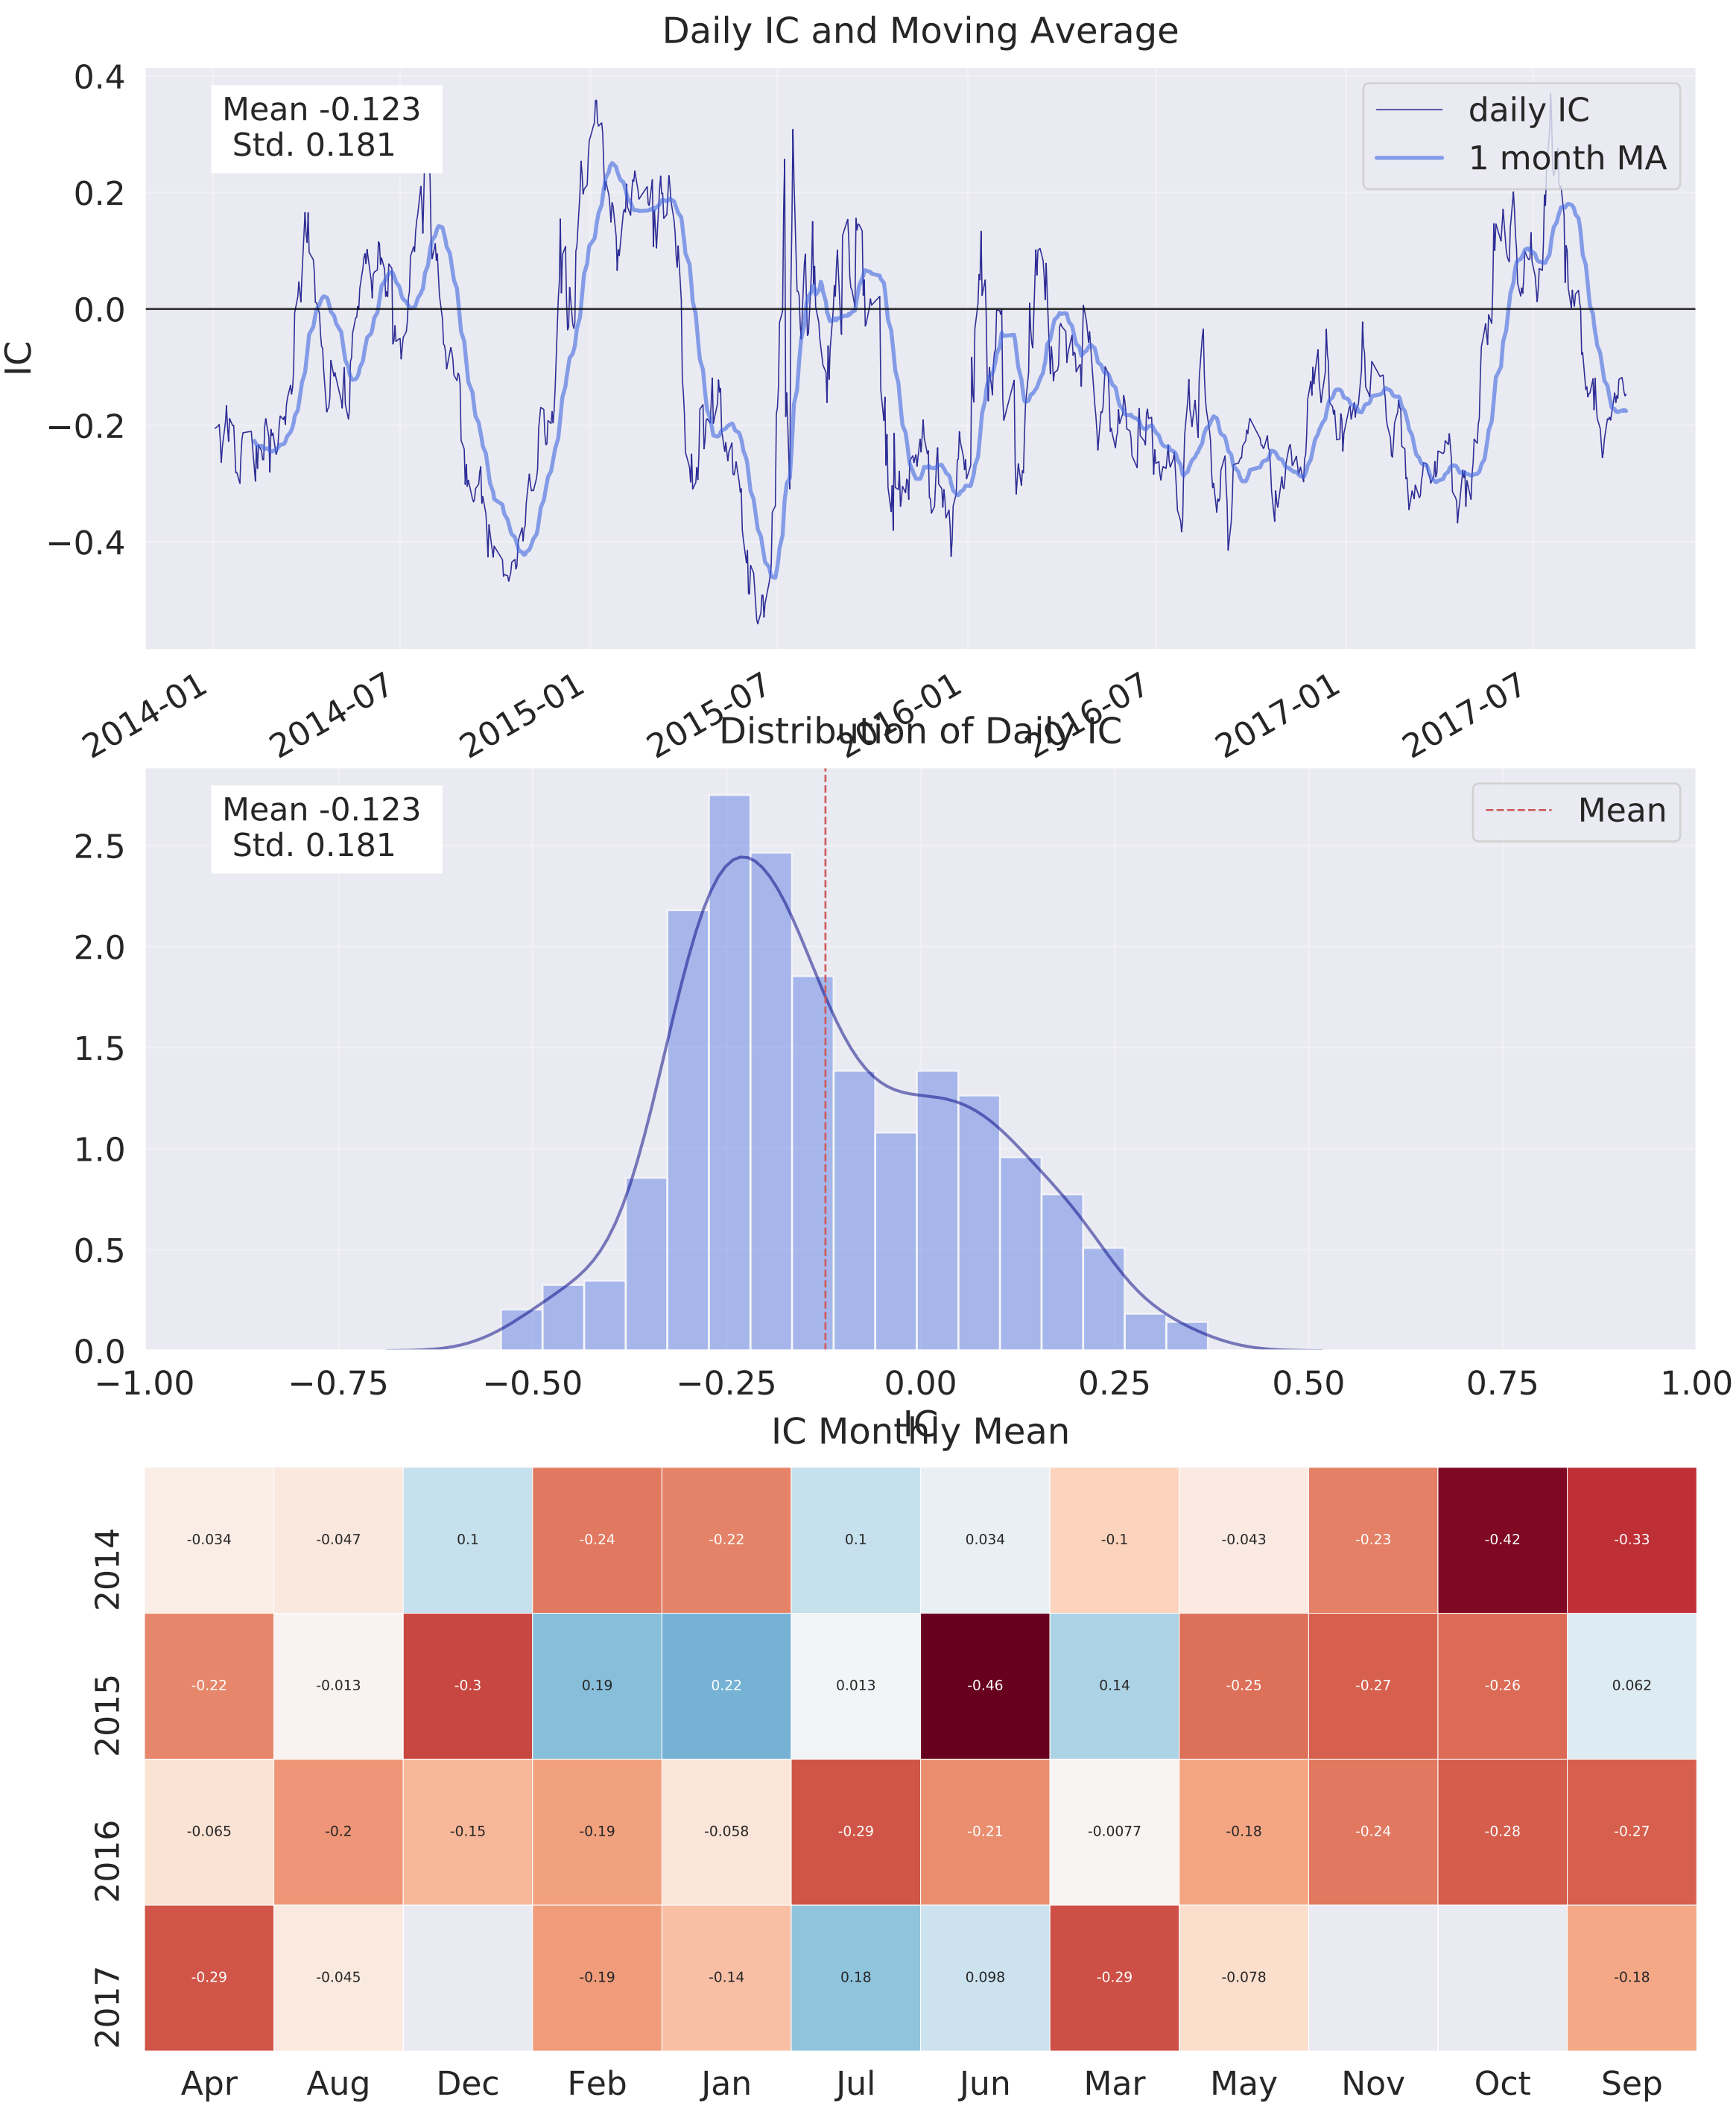 Daily IC and Moving Average
0.4
0.2
0.0
−0.2
−0.4
IC
Mean -0.123
Std. 0.181
daily IC
1 month MA
2014-01
2014-07
2015-01
2015-07
2016-01
2016-07
2017-01
2017-07
Distribution of Daily IC
Mean -0.123
Std. 0.181
Mean
2.5
2.0
1.5
1.0
0.5
0.0
−1.00 −0.75 −0.50 −0.25 0.00 0.25 0.50 0.75 1.00
IC
IC Monthly Mean
2014
-0.034 -0.047 0.1 -0.24 -0.22 0.1 0.034 -0.1 -0.043 -0.23 -0.42 -0.33
2015
-0.22 -0.013 -0.3 0.19 0.22 0.013 -0.46 0.14 -0.25 -0.27 -0.26 0.062
2016
-0.065 -0.2 -0.15 -0.19 -0.058 -0.29 -0.21 -0.0077 -0.18 -0.24 -0.28 -0.27
2017
-0.29 -0.045 -0.19 -0.14 0.18 0.098 -0.29 -0.078 -0.18
Apr Aug Dec Feb Jan Jul Jun Mar May Nov Oct Sep